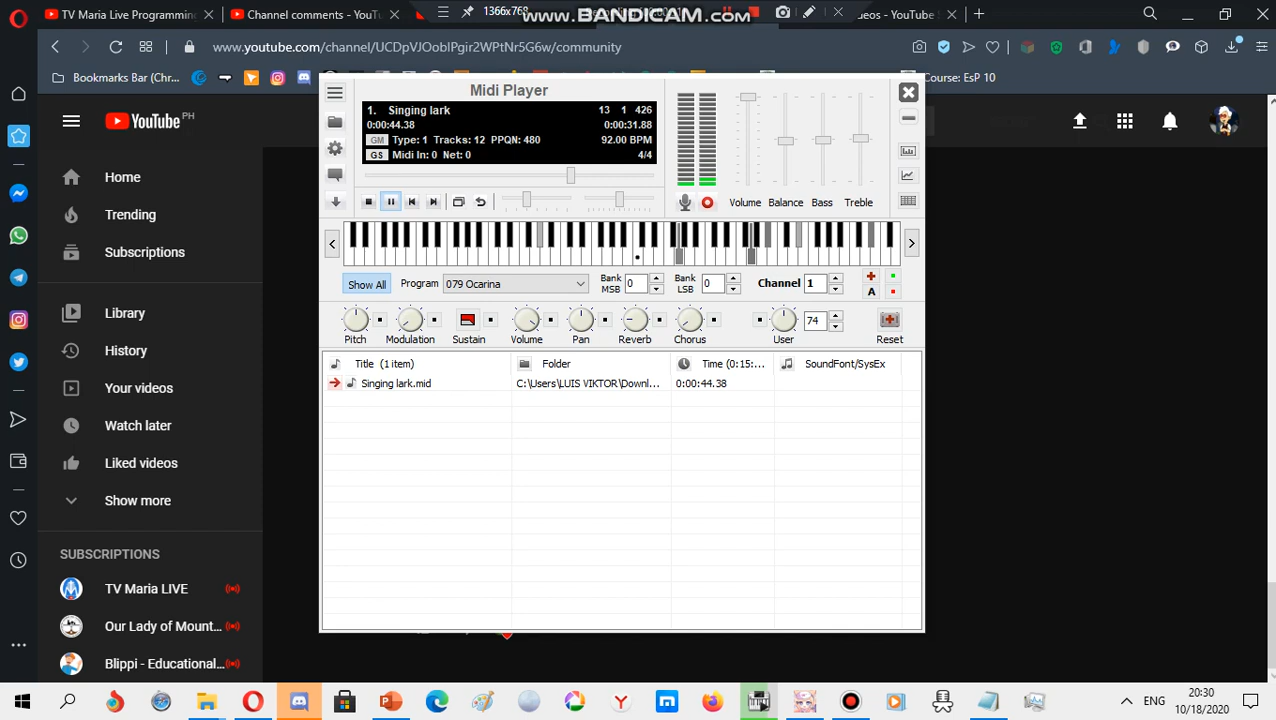 TV Maria Live Programming
Channel comments - YouTu
1366x768
www.BANDICAM.com
deos - YouTube
www.youtube.com/channel/UCDpVJOoblPgir2WPtNr5G6w/community
Bookmarks Bar (Chr...
Course: EsP 10
YouTube PH
Home
Trending
Subscriptions
Library
History
Your videos
Watch later
Liked videos
Show more
SUBSCRIPTIONS
TV Maria LIVE
Our Lady of Mount...
Blippi - Educational...
Midi Player
1. Singing lark 13 1 426
0:00:44.38 0:00:31.88
GM Type: 1 Tracks: 12 PPQN: 480 92.00 BPM
GS Midi In: 0 Net: 0 4/4
Volume Balance Bass Treble
Show All Program 079 Ocarina Bank MSB 0 Bank LSB 0 Channel 1
A
74
Pitch Modulation Sustain Volume Pan Reverb Chorus User Reset
Title (1 item) Folder Time (0:15:... SoundFont/SysEx
Singing lark.mid C:\Users\LUIS VIKTOR\Downl... 0:00:44.38
ENG
20:30
10/18/2020